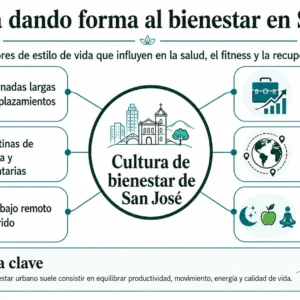 dando forma al bienestar en S
res de estilo de vida que influyen en la salud, el fitness y la recupe
nadas largas
plazamientos
tinas de
a y
ntarias
bajo remoto
rido
Cultura de
bienestar de
San José
a clave
estar urbano suele consistir en equilibrar productividad, movimiento, energía y calidad de vida.